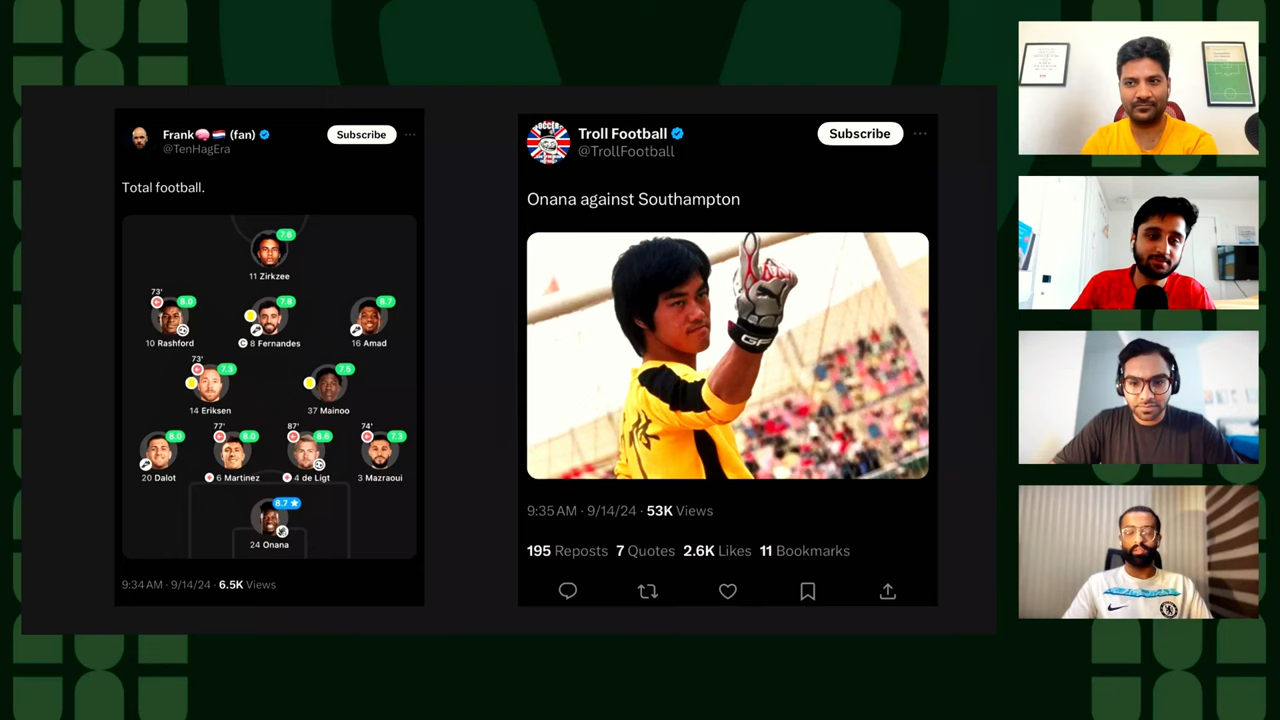 Frank🧠🇳🇱 (fan)
@TenHagEra
Subscribe
Total football.
7.6
11 Zirkzee
73'
8.0
10 Rashford
7.8
C 8 Fernandes
8.7
16 Amad
73'
7.3
14 Eriksen
7.5
37 Mainoo
8.0
20 Dalot
77'
8.0
6 Martinez
87'
8.6
4 de Ligt
74'
7.3
3 Mazraoui
8.7
24 Onana
9:34 AM · 9/14/24 · 6.5K Views
SOCCER
Troll Football
@TrollFootball
Subscribe
Onana against Southampton
9:35 AM · 9/14/24 · 53K Views
195 Reposts 7 Quotes 2.6K Likes 11 Bookmarks